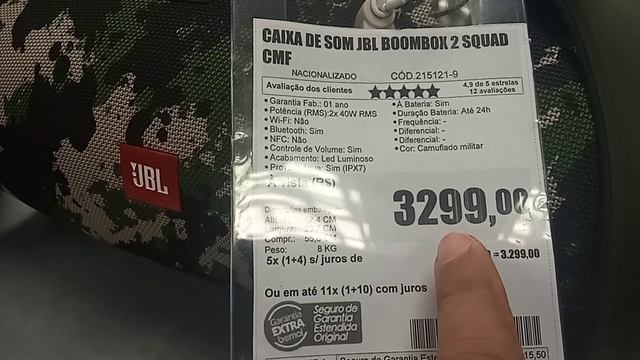 CAIXA DE SOM JBL BOOMBOX 2 SQUAD
CMF
NACIONALIZADO CÓD.215121-9
Avaliação dos clientes ★★★★★ 4,9 de 5 estrelas
12 avaliações
• Garantia Fab.: 01 ano
• Potência (RMS):2x 40W RMS
• Wi-Fi: Não
• Bluetooth: Sim
• NFC: Não
• Controle de Volume: Sim
• Acabamento: Led Luminoso
Sim (IPX7)
• À Bateria: Sim
• Duração Bateria: Até 24h
• Frequência: -
• Diferencial: -
• Diferencial: -
• Cor: Camuflado militar
JBL
À vista (R$)
3299,00
CM
CM
CM
Peso: 8 KG
5x (1+4) s/ juros de = 3.299,00
Ou em até 11x (1+10) com juros
Garantia
EXTRA
Seguro de
Garantia
Estendida
Original
15,50